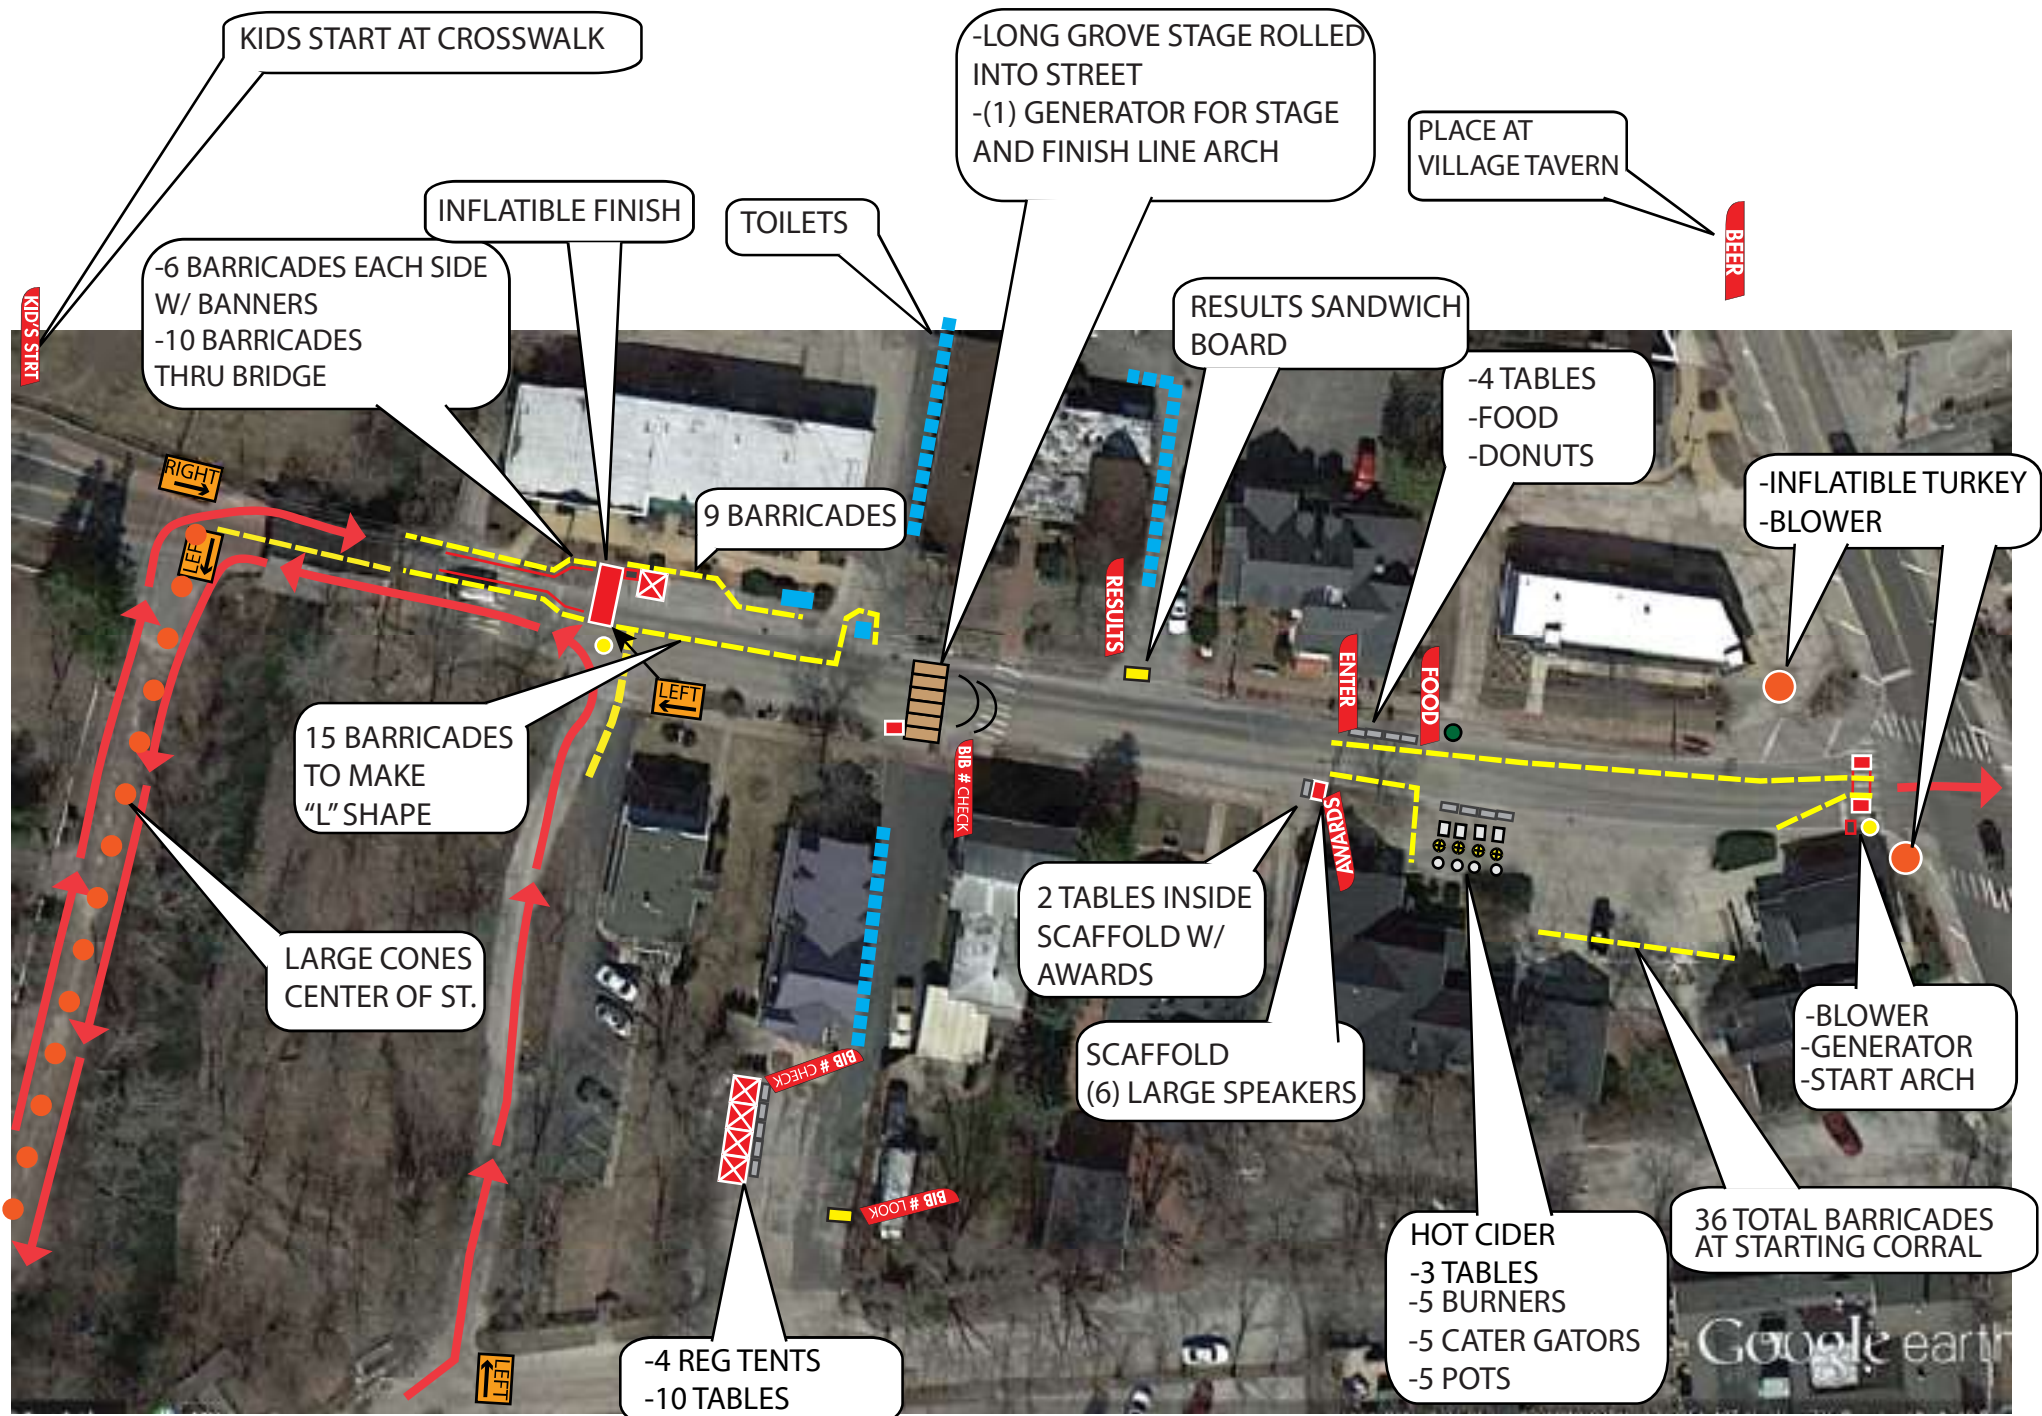 KIDS START AT CROSSWALK
-LONG GROVE STAGE ROLLED
INTO STREET
-(1) GENERATOR FOR STAGE
AND FINISH LINE ARCH
PLACE AT
VILLAGE TAVERN
BEER
INFLATIBLE FINISH
TOILETS
-6 BARRICADES EACH SIDE
W/ BANNERS
-10 BARRICADES
THRU BRIDGE
KID'S STRT
RESULTS SANDWICH
BOARD
-4 TABLES
-FOOD
-DONUTS
-INFLATIBLE TURKEY
-BLOWER
RIGHT
LEFT
9 BARRICADES
RESULTS
ENTER
FOOD
LEFT
15 BARRICADES
TO MAKE
“L” SHAPE
BIB # CHECK
AWARDS
2 TABLES INSIDE
SCAFFOLD W/
AWARDS
LARGE CONES
CENTER OF ST.
SCAFFOLD
(6) LARGE SPEAKERS
-BLOWER
-GENERATOR
-START ARCH
BIB # CHECK
BIB # LOOK
36 TOTAL BARRICADES
AT STARTING CORRAL
HOT CIDER
-3 TABLES
-5 BURNERS
-5 CATER GATORS
-5 POTS
LEFT
-4 REG TENTS
-10 TABLES
Google earth